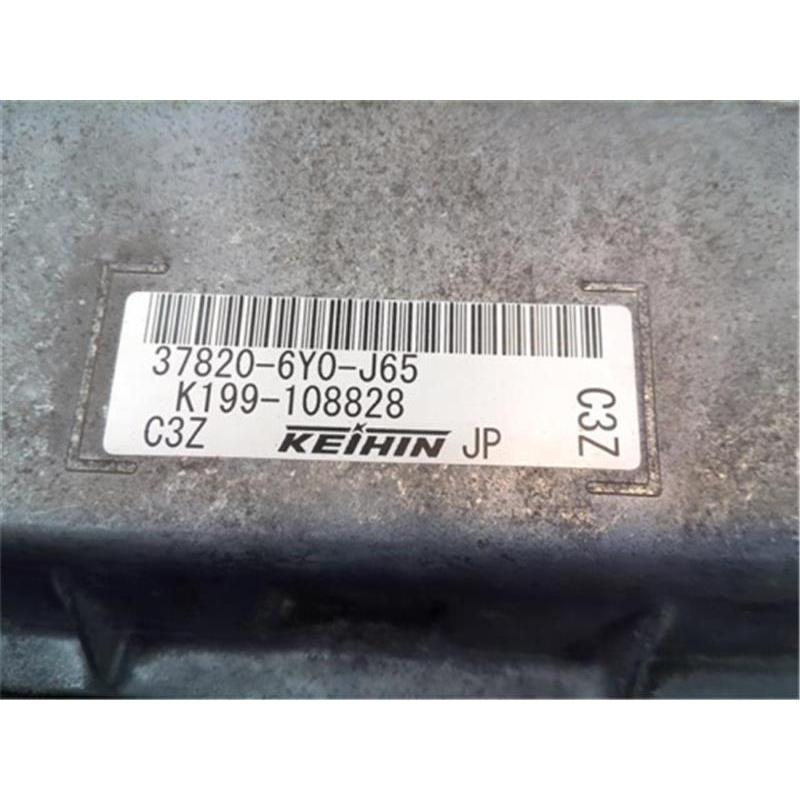 37820-6Y0-J65
K199-108828
C3Z KEIHIN JP
C3Z